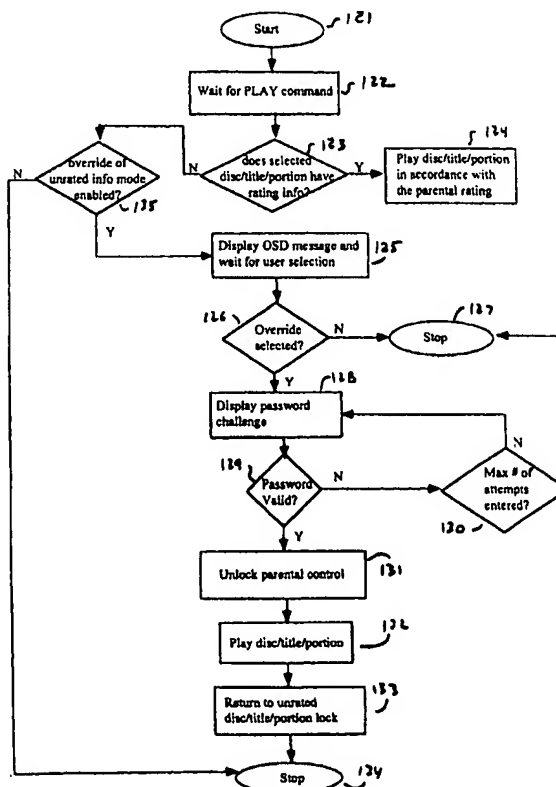 121
Start
Wait for PLAY command
122
123
does selected
disc/title/portion have
rating info?
N
Y
124
Play disc/title/portion
in accordance with
the parental rating
override of
unrated info mode
enabled?
N
135
Y
Display OSD message and
wait for user selection
125
126
Override
selected?
N
127
Stop
Y
128
Display password
challenge
129
Password
Valid?
N
Y
N
Max # of
attempts
entered?
130
Unlock parental control
131
Play disc/title/portion
132
Return to unrated
disc/title/portion lock
133
Stop
134